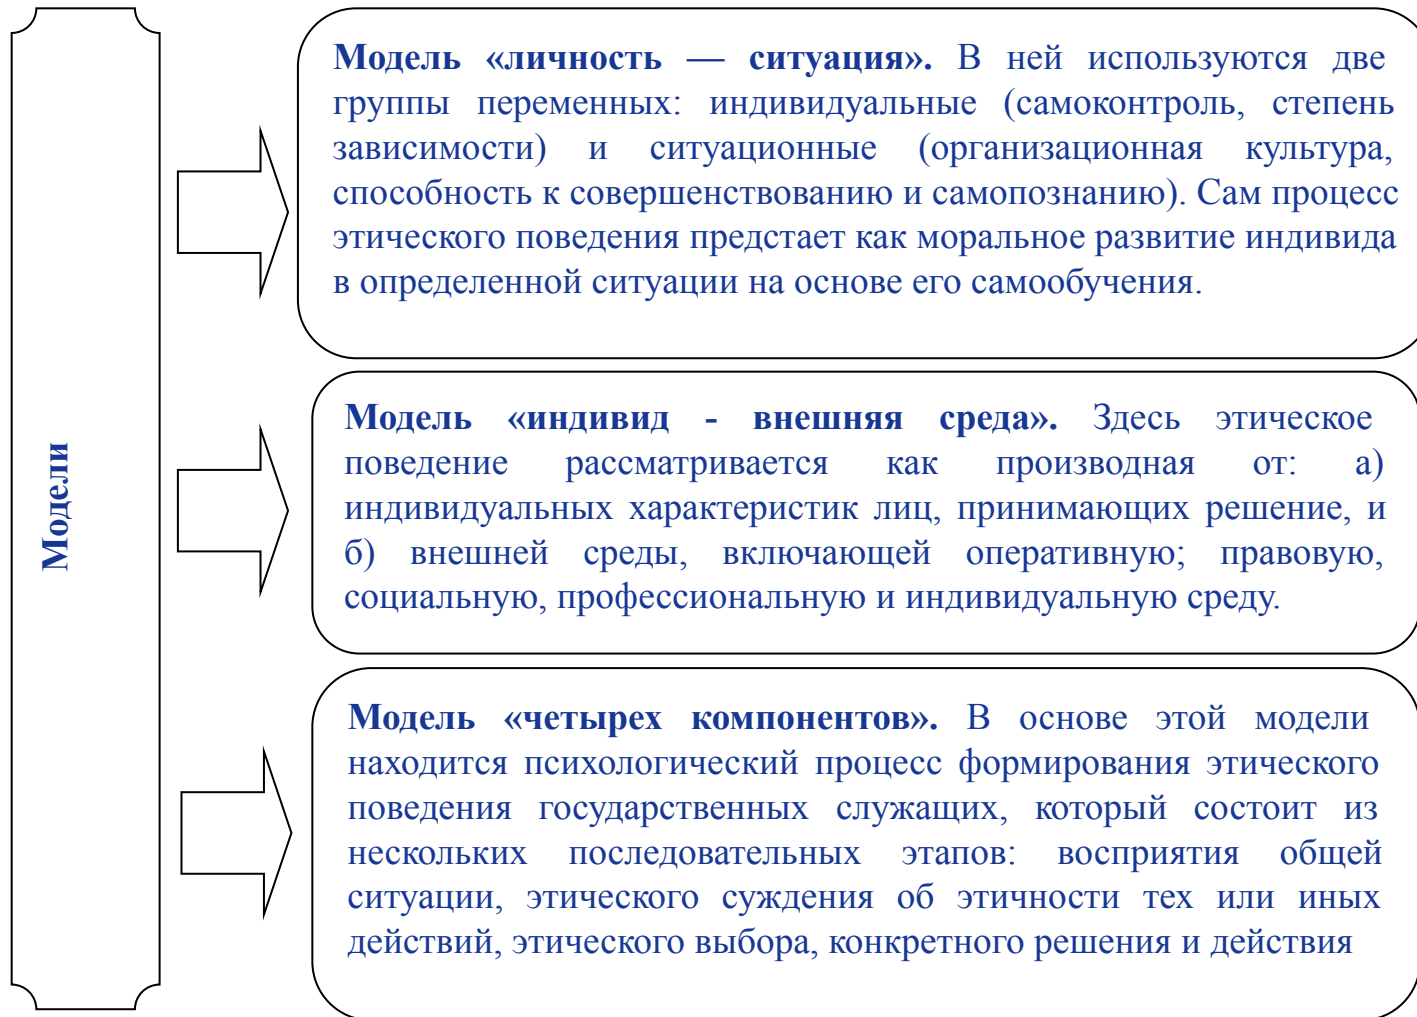 Модели
Модель «личность — ситуация». В ней используются две
группы переменных: индивидуальные (самоконтроль, степень
зависимости) и ситуационные (организационная культура,
способность к совершенствованию и самопознанию). Сам процесс
этического поведения предстает как моральное развитие индивида
в определенной ситуации на основе его самообучения.
Модель «индивид - внешняя среда». Здесь этическое
поведение рассматривается как производная от: а)
индивидуальных характеристик лиц, принимающих решение, и
б) внешней среды, включающей оперативную; правовую,
социальную, профессиональную и индивидуальную среду.
Модель «четырех компонентов». В основе этой модели
находится психологический процесс формирования этического
поведения государственных служащих, который состоит из
нескольких последовательных этапов: восприятия общей
ситуации, этического суждения об этичности тех или иных
действий, этического выбора, конкретного решения и действия